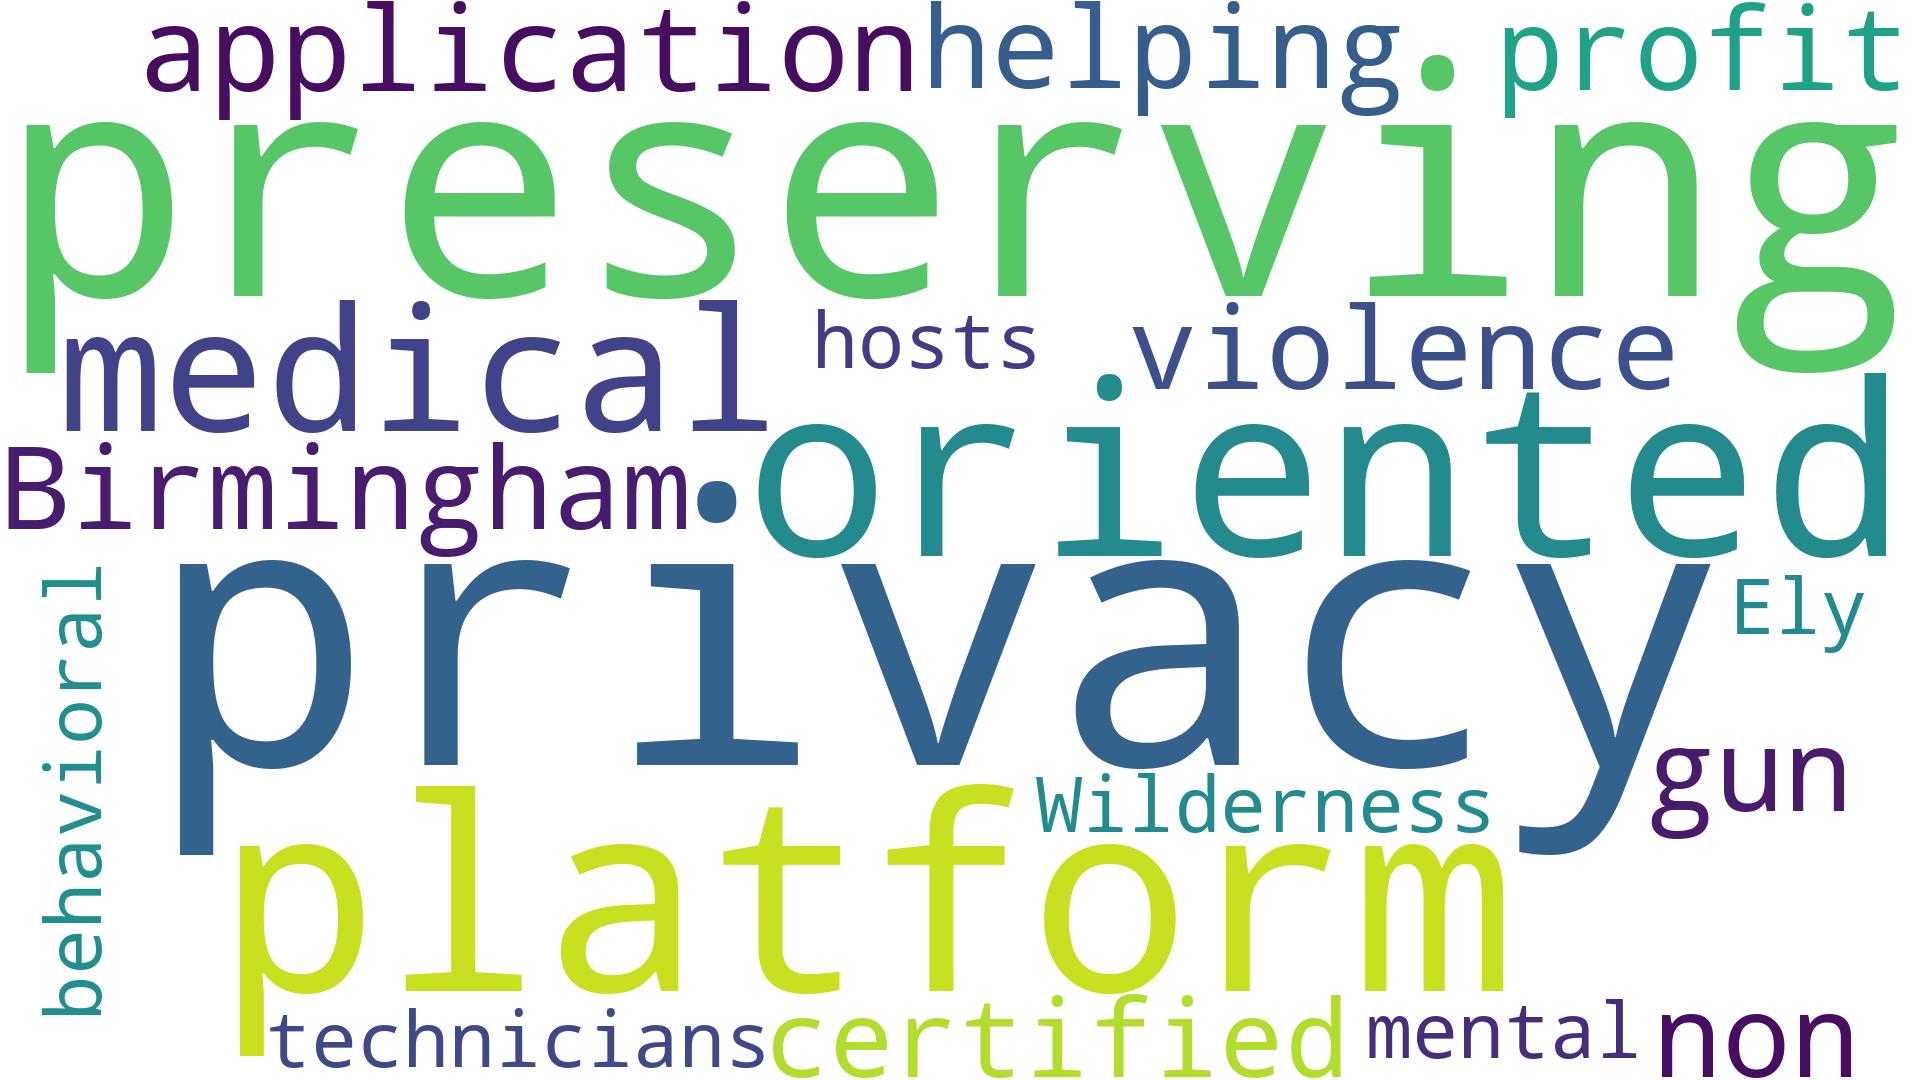 application helping profit
preserving
medical hosts violence
Birmingham oriented
privacy Ely
behavioral
gun
Wilderness
platform
technicians certified mental non